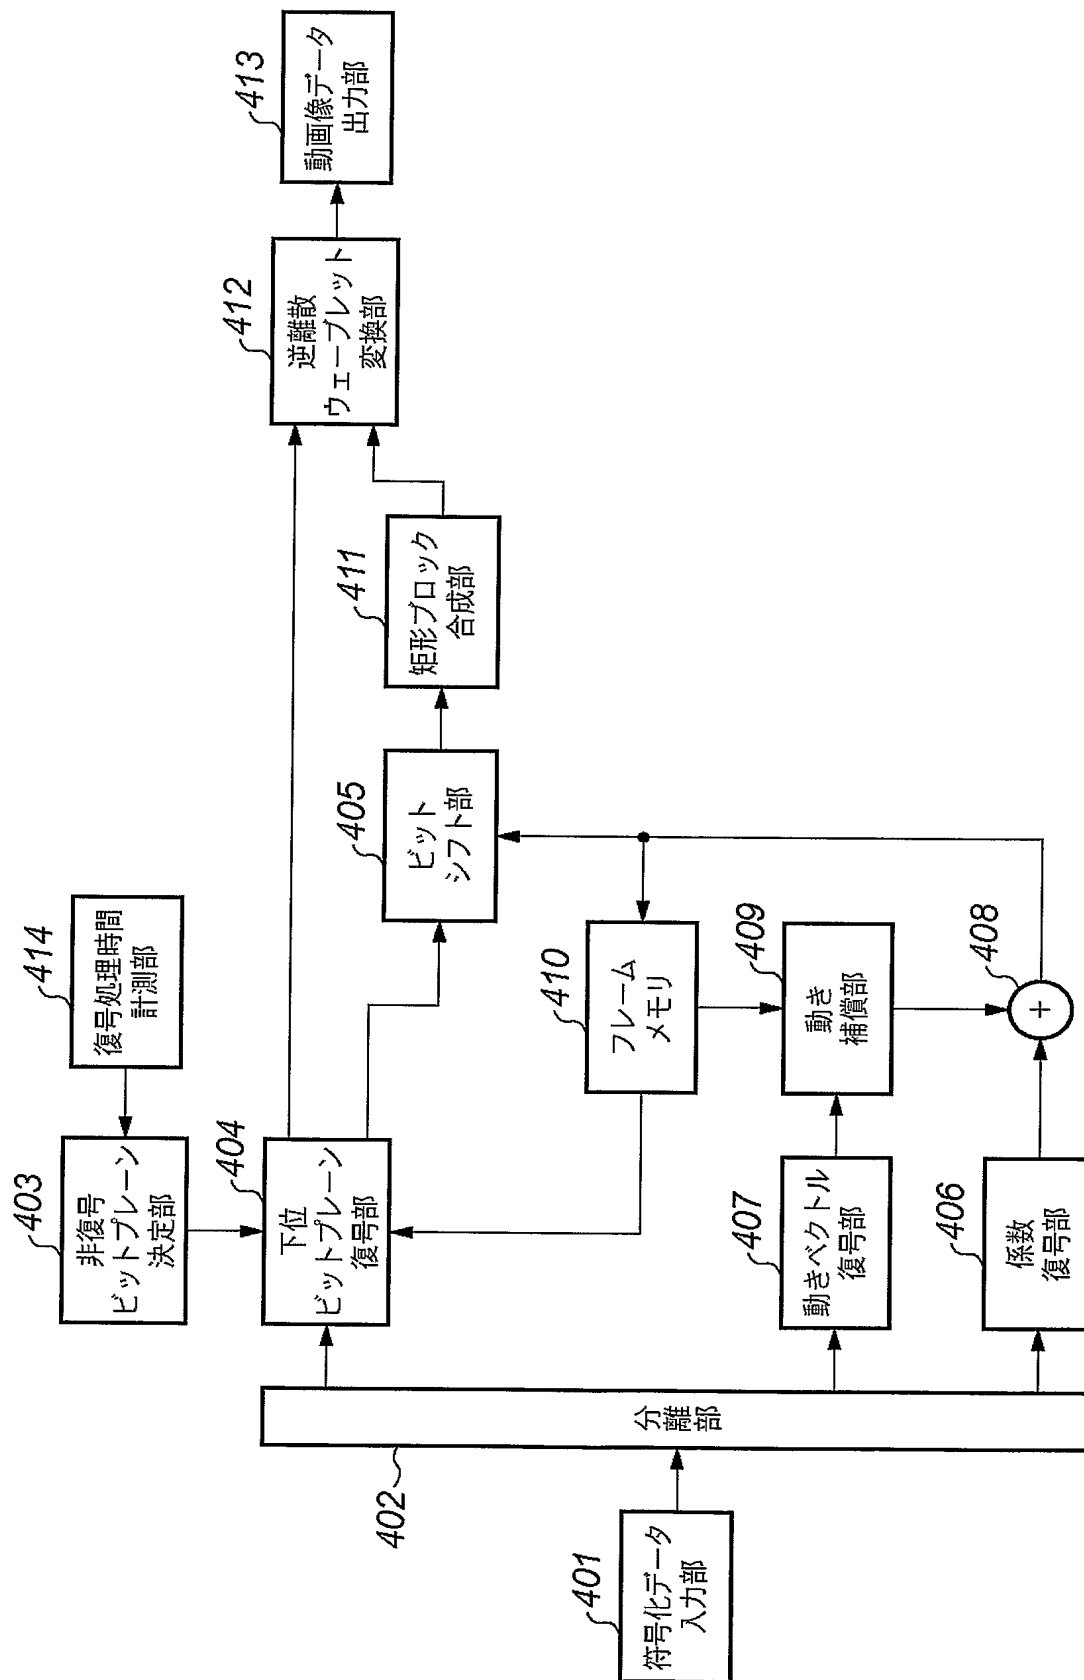 401
符号化データ
入力部
402
分離部
403
非復号
ビットプレーン
決定部
414
復号処理時間
計測部
404
下位
ビットプレーン
復号部
405
ビット
シフト部
411
矩形ブロック
合成部
412
逆離散
ウェーブレット
変換部
413
動画像データ
出力部
410
フレーム
メモリ
407
動きベクトル
復号部
409
動き
補償部
406
係数
復号部
408
+